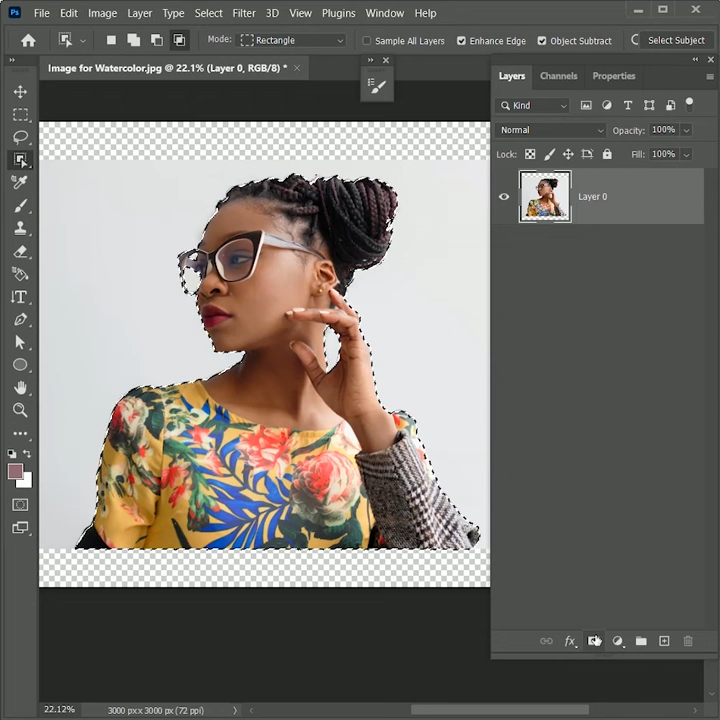 Ps File Edit Image Layer Type Select Filter 3D View Plugins Window Help
Mode: Rectangle Sample All Layers Enhance Edge Object Subtract Select Subject
Image for Watercolor.jpg @ 22.1% (Layer 0, RGB/8) *
Layers Channels Properties
Kind
Normal Opacity: 100%
Lock: Fill: 100%
Layer 0
fx
22.12% 3000 px x 3000 px (72 ppi)